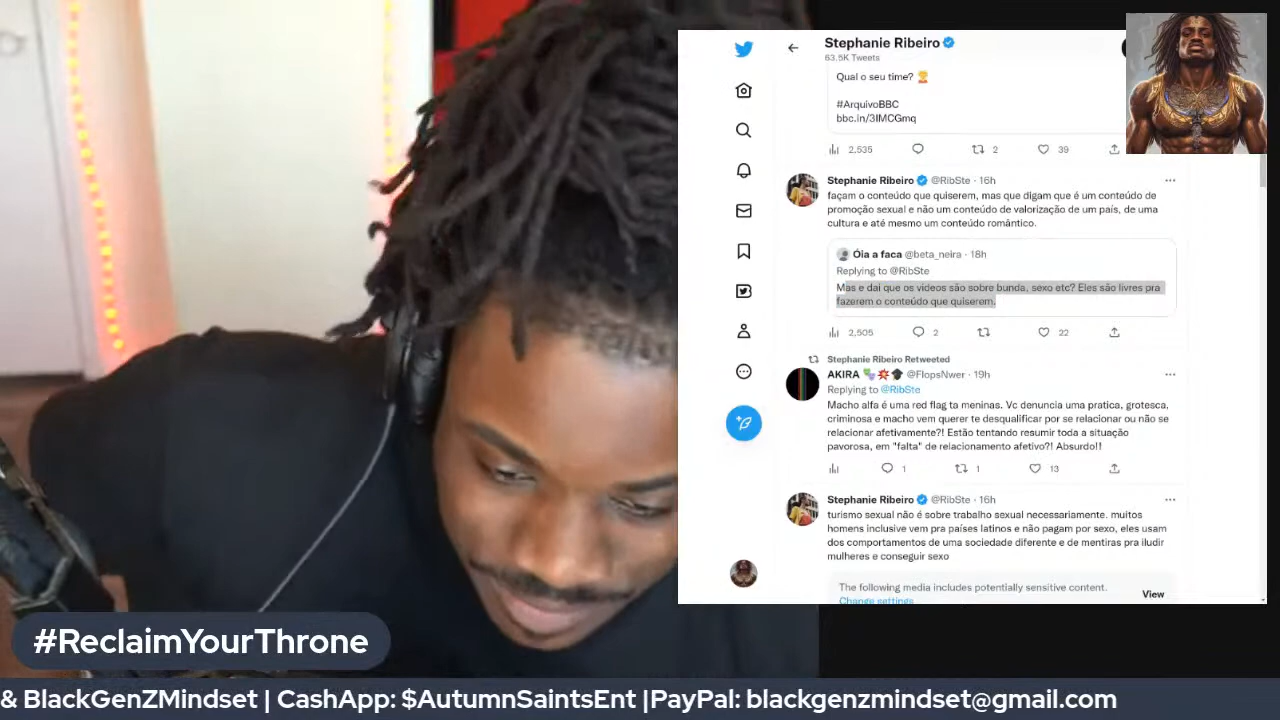 Stephanie Ribeiro
63.5K Tweets
Qual o seu time?
#ArquivoBBC
bbc.in/3IMCGmq
2,535 2 39
Stephanie Ribeiro @RibSte · 16h
façam o conteúdo que quiserem, mas que digam que é um conteúdo de
promoção sexual e não um conteúdo de valorização de um país, de uma
cultura e até mesmo um conteúdo romântico.
Óia a faca @beta_neira · 18h
Replying to @RibSte
Mas e dai que os videos são sobre bunda, sexo etc? Eles são livres pra
fazerem o conteúdo que quiserem.
2,505 2 22
Stephanie Ribeiro Retweeted
AKIRA @FlopsNwer · 19h
Replying to @RibSte
Macho alfa é uma red flag ta meninas. Vc denuncia uma pratica, grotesca,
criminosa e macho vem querer te desqualificar por se relacionar ou não se
relacionar afetivamente?! Estão tentando resumir toda a situação
pavorosa, em "falta" de relacionamento afetivo?! Absurdo!!
1 1 13
Stephanie Ribeiro @RibSte · 16h
turismo sexual não é sobre trabalho sexual necessariamente. muitos
homens inclusive vem pra países latinos e não pagam por sexo, eles usam
dos comportamentos de uma sociedade diferente e de mentiras pra iludir
mulheres e conseguir sexo
The following media includes potentially sensitive content.
Change settings
View
#ReclaimYourThrone
& BlackGenZMindset | CashApp: $AutumnSaintsEnt |PayPal: blackgenzmindset@gmail.com